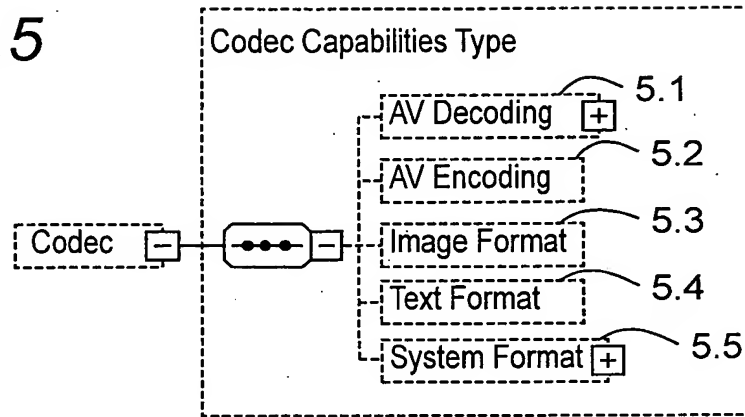 5
Codec Capabilities Type
AV Decoding + 5.1
AV Encoding 5.2
Codec
Image Format 5.3
Text Format 5.4
System Format + 5.5